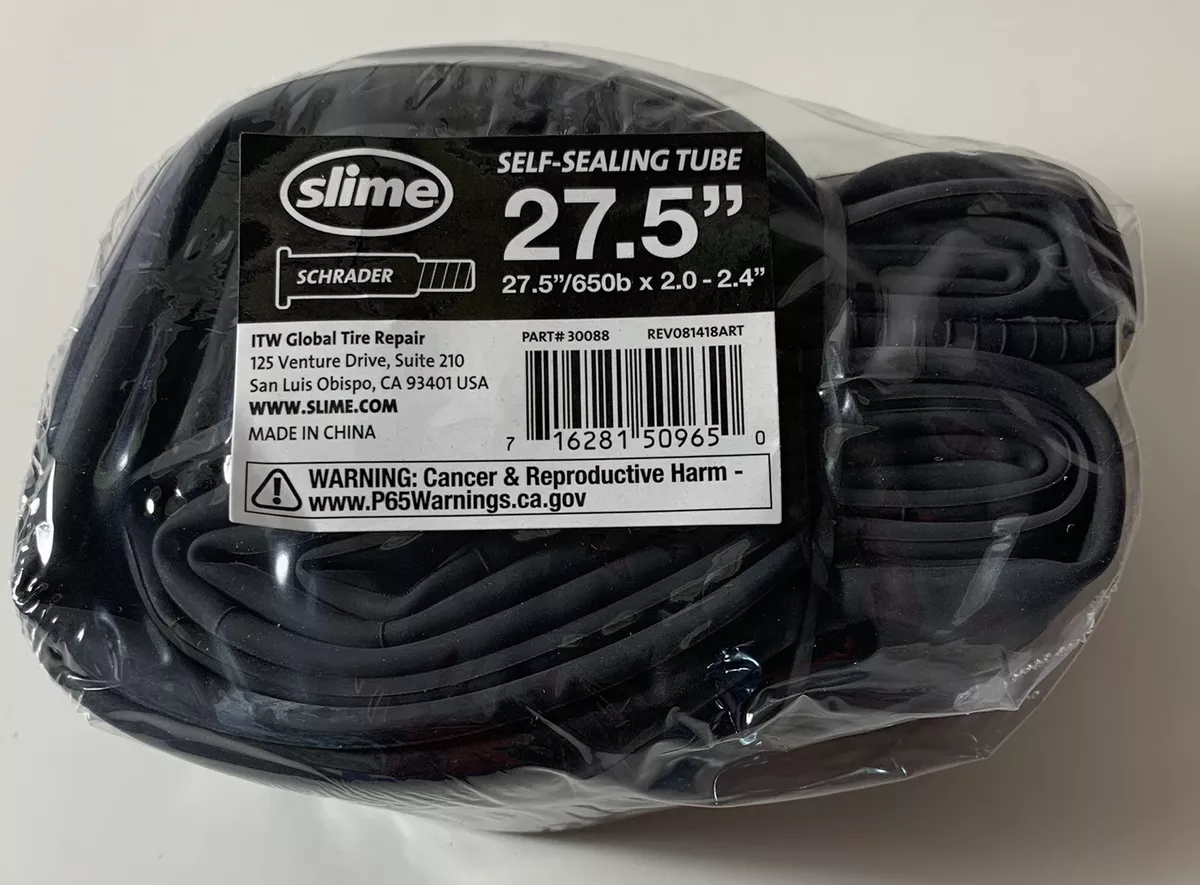 slime
SELF-SEALING TUBE
27.5”
SCHRADER
27.5”/650b x 2.0 - 2.4”
ITW Global Tire Repair
125 Venture Drive, Suite 210
San Luis Obispo, CA 93401 USA
WWW.SLIME.COM
MADE IN CHINA
PART# 30088 REV081418ART
7 16281 50965 0
WARNING: Cancer & Reproductive Harm -
www.P65Warnings.ca.gov